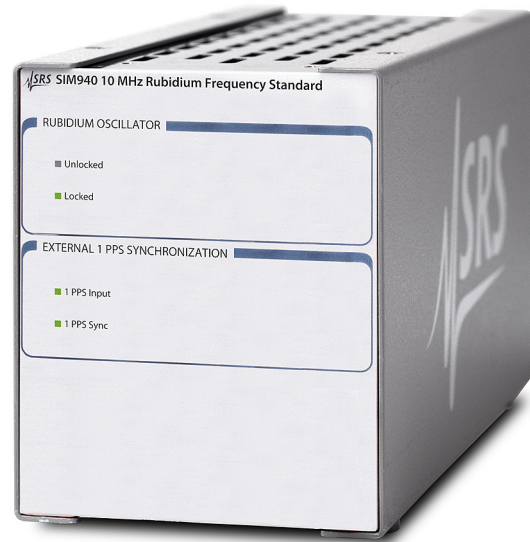 SRS SIM940 10 MHz Rubidium Frequency Standard
RUBIDIUM OSCILLATOR
Unlocked
Locked
EXTERNAL 1 PPS SYNCHRONIZATION
1 PPS Input
1 PPS Sync
SRS